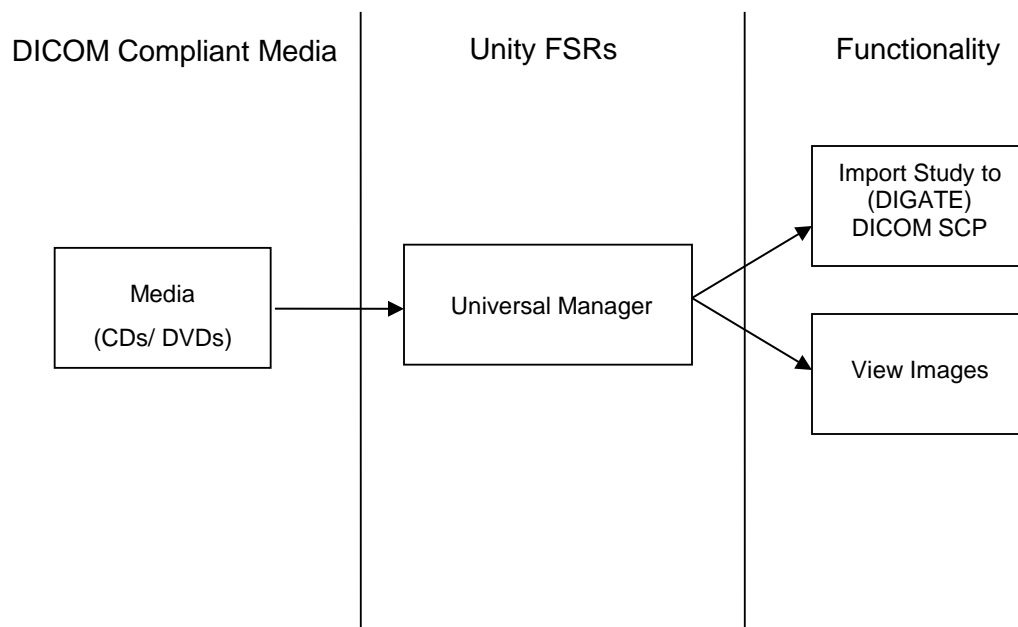 DICOM Compliant Media
Unity FSRs
Functionality
Import Study to
(DIGATE)
DICOM SCP
Media
(CDs/ DVDs)
Universal Manager
View Images